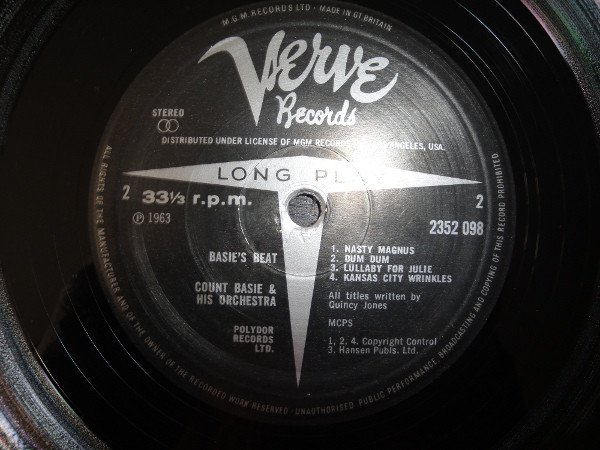 M.G.M. RECORDS LTD · MADE IN GT BRITAIN
Verve
Records
STEREO
DISTRIBUTED UNDER LICENSE OF MGM RECORDS ANGELES, USA.
LONG PL
2 33⅓ r.p.m. 2
℗ 1963
2352 098
BASIE'S BEAT
COUNT BASIE &
HIS ORCHESTRA
POLYDOR
RECORDS
LTD.
1. NASTY MAGNUS
2. DUM DUM
3. LULLABY FOR JULIE
4. KANSAS CITY WRINKLES
All titles written by
Quincy Jones
MCPS
1, 2, 4. Copyright Control
3. Hansen Publs. Ltd.
ALL RIGHTS OF THE MANUFACTURER AND OF THE OWNER OF THE RECORDED WORK RESERVED · UNAUTHORISED PUBLIC PERFORMANCE, BROADCASTING AND COPYING OF THIS RECORD PROHIBITED